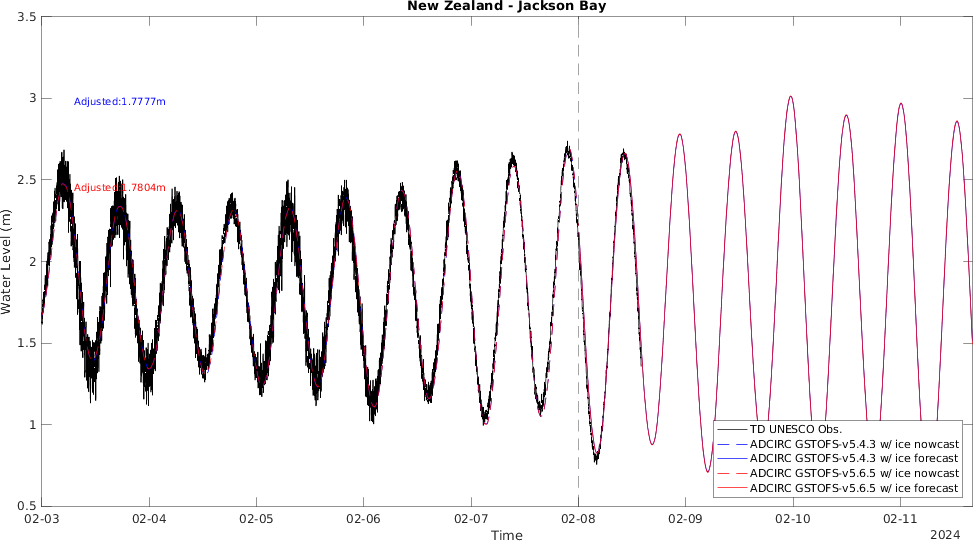 New Zealand - Jackson Bay
3.5
3
2.5
2
1.5
1
0.5
Water Level (m)
Adjusted:1.7777m
Adjusted:1.7804m
TD UNESCO Obs.
ADCIRC GSTOFS-v5.4.3 w/ ice nowcast
ADCIRC GSTOFS-v5.4.3 w/ ice forecast
ADCIRC GSTOFS-v5.6.5 w/ ice nowcast
ADCIRC GSTOFS-v5.6.5 w/ ice forecast
02-03 02-04 02-05 02-06 02-07 02-08 02-09 02-10 02-11
Time
2024